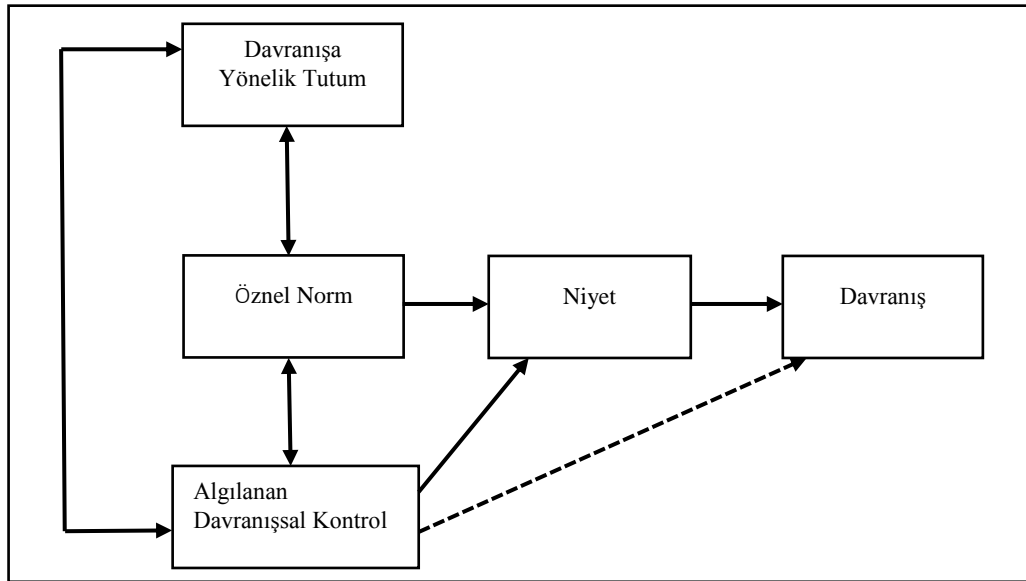 Davranışa
Yönelik Tutum
Öznel Norm
Niyet
Davranış
Algılanan
Davranışsal Kontrol